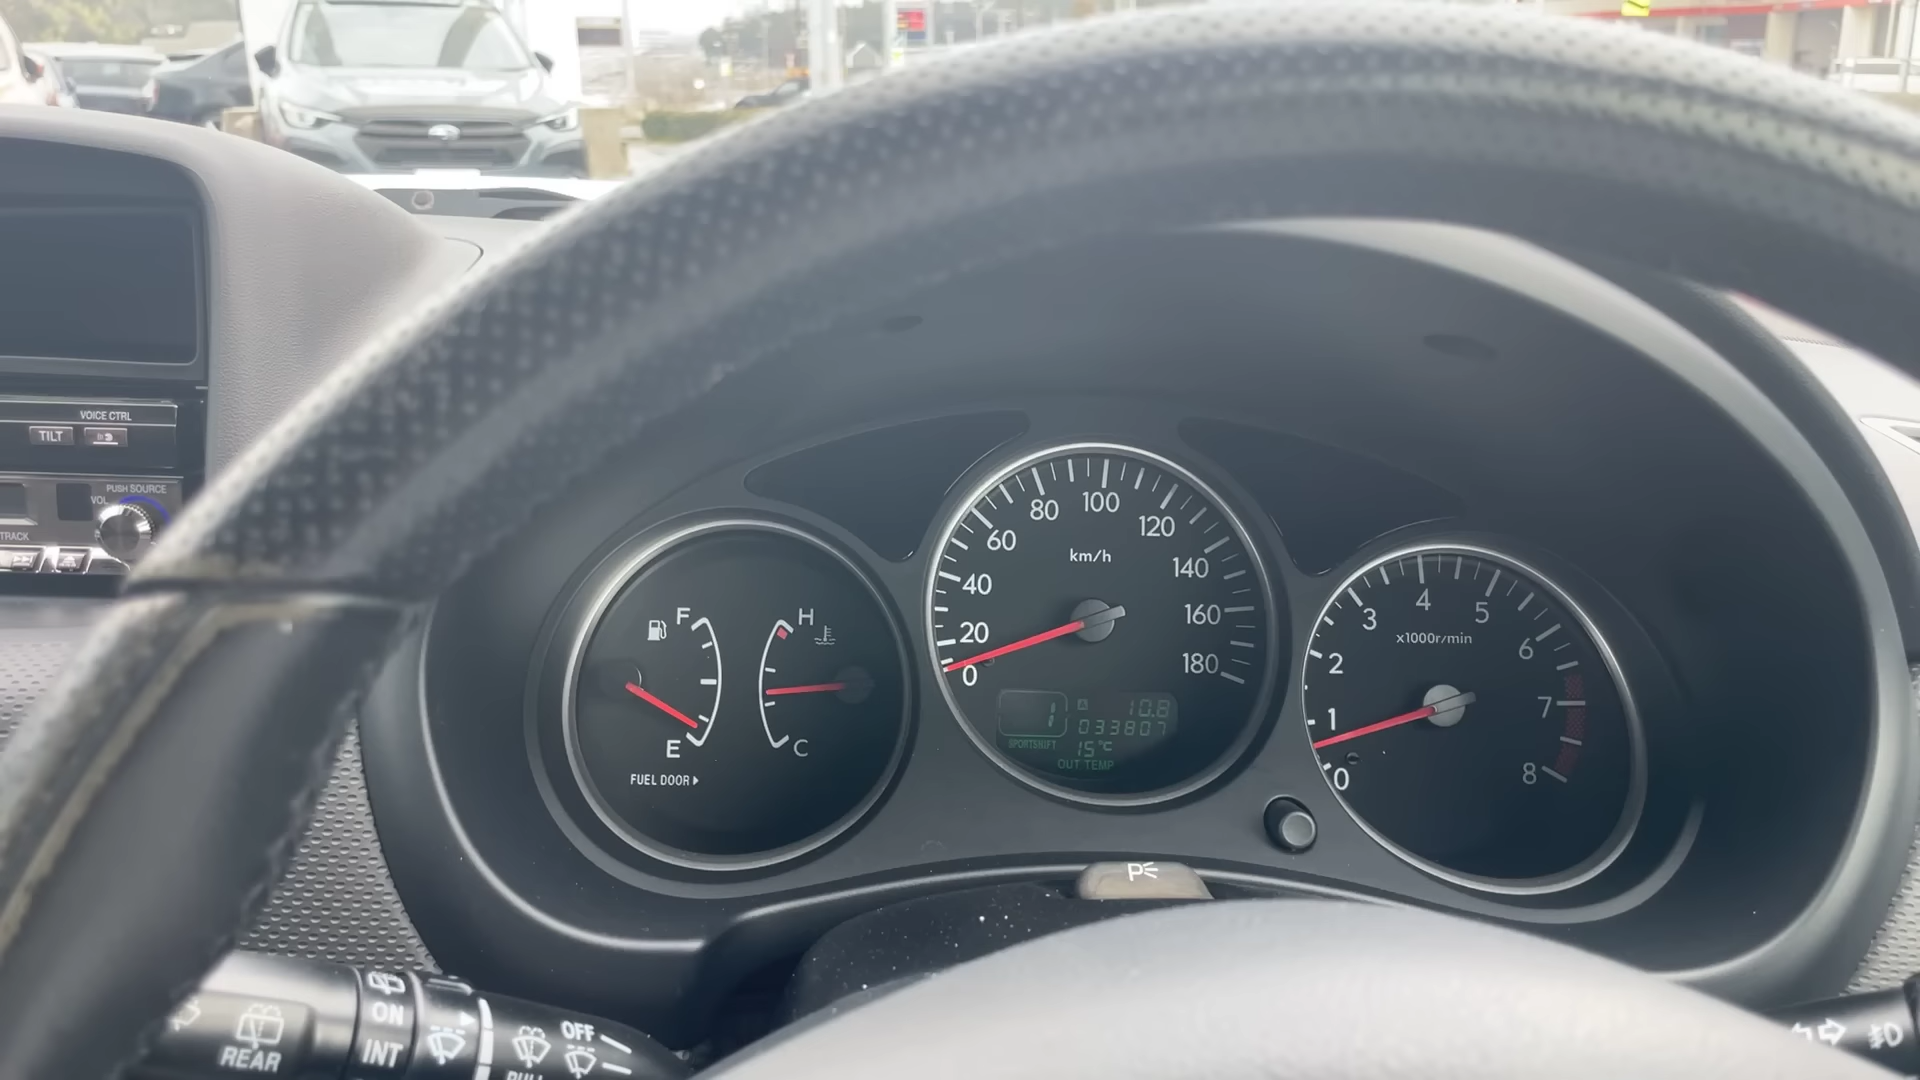 VOICE CTRL
TILT
PUSH SOURCE
VOL
TRACK
F
E
FUEL DOOR
H
C
0
20
40
60
80
100
120
140
160
180
km/h
1
A 10.8
033807
SPORTSHIFT
15°C
OUT TEMP
0
1
2
3
4
5
6
7
8
x1000r/min
P
REAR
ON
INT
OFF